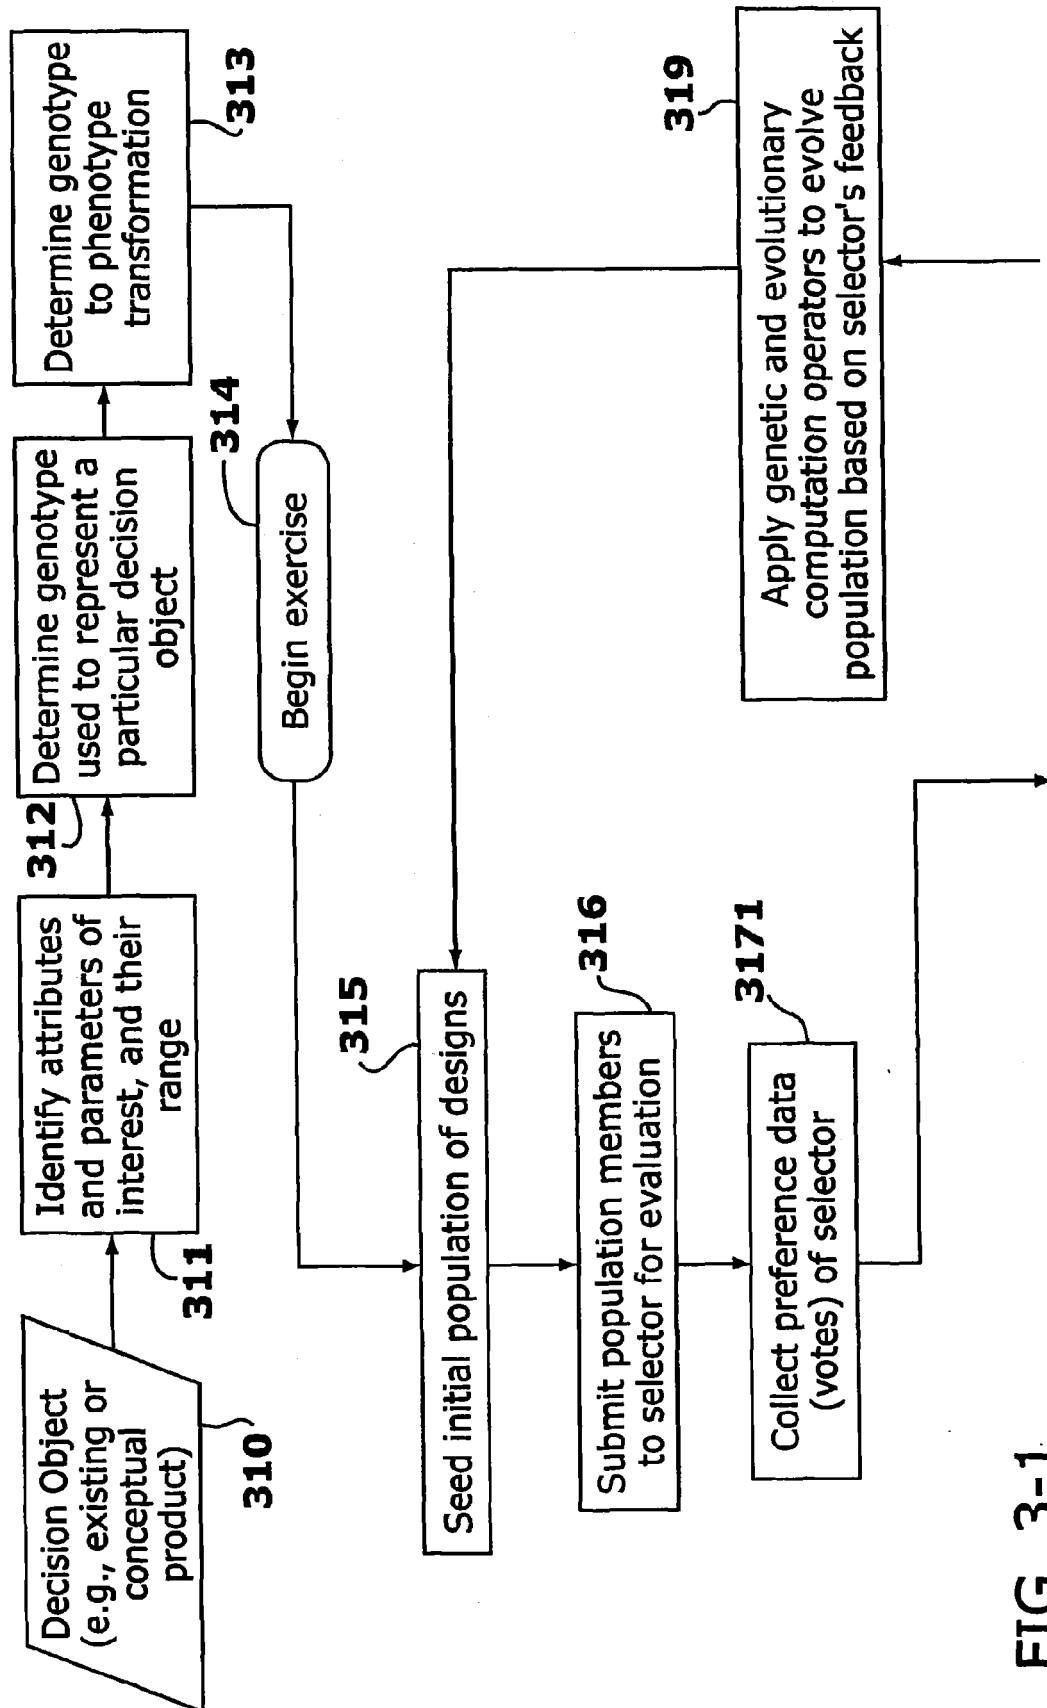 Decision Object
(e.g., existing or
conceptual
product)
310
Identify attributes
and parameters of
interest, and their
range
311
312
Determine genotype
used to represent a
particular decision
object
Determine genotype
to phenotype
transformation
313
314
Begin exercise
315
Seed initial population of designs
Submit population members
to selector for evaluation
316
Collect preference data
(votes) of selector
3171
319
Apply genetic and evolutionary
computation operators to evolve
population based on selector's feedback
FIG. 3-1